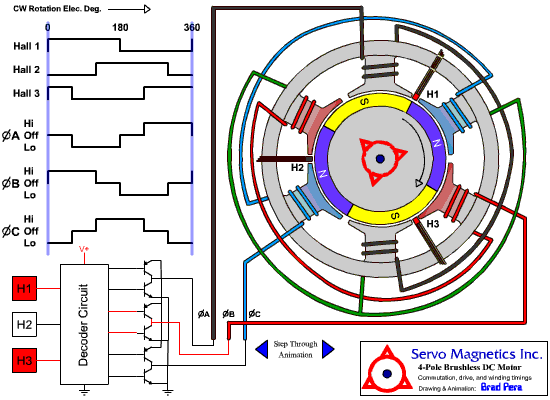 CW Rotation Elec. Deg.
0 180 360
Hall 1
Hall 2
Hall 3
Hi
ØA Off
Lo
Hi
ØB Off
Lo
Hi
ØC Off
Lo
V+
H1
H2
H3
Decoder Circuit
ØA ØB ØC
H1
H2
H3
S
N
S
N
Step Through
Animation
Servo Magnetics Inc.
4-Pole Brushless DC Motor
Commutation, drive, and winding timings
Drawing & Animation: Brad Pera